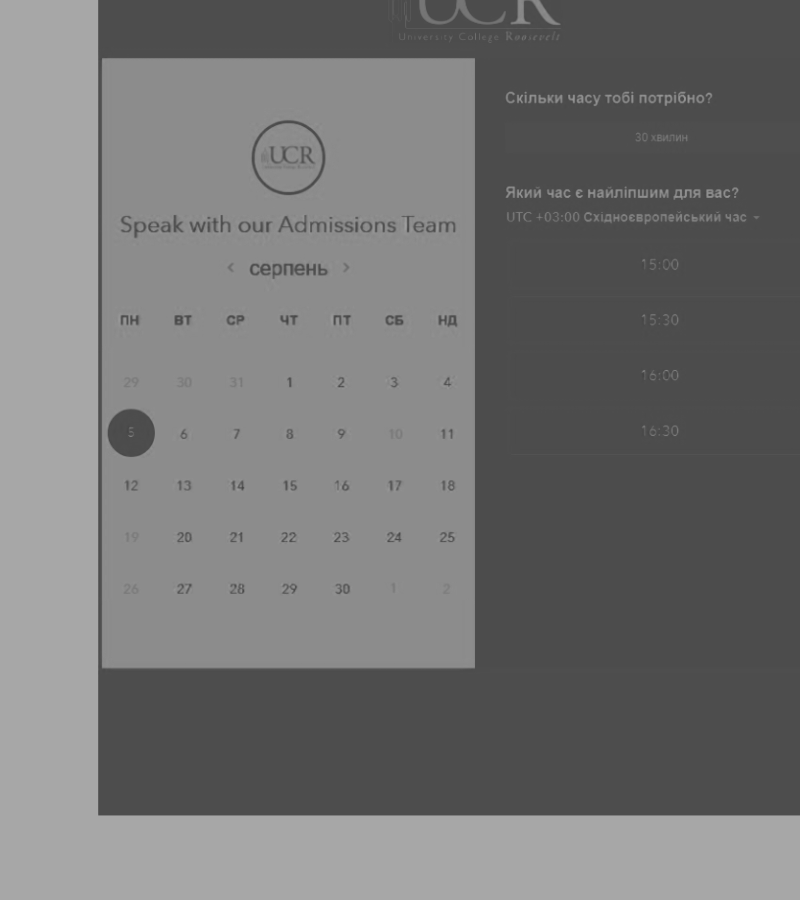 UCR
University College Roosevelt
UCR
Speak with our Admissions Team
‹ серпень ›
ПН ВТ СР ЧТ ПТ СБ НД
29 30 31 1 2 3 4
5 6 7 8 9 10 11
12 13 14 15 16 17 18
19 20 21 22 23 24 25
26 27 28 29 30 1 2
Скільки часу тобі потрібно?
30 хвилин
Який час є найліпшим для вас?
UTC +03:00 Східноєвропейський час
15:00
15:30
16:00
16:30